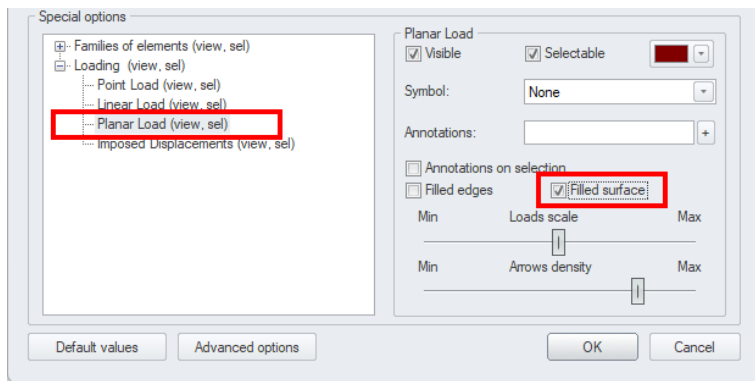 Special options
Families of elements (view, sel)
Loading (view, sel)
Point Load (view, sel)
Linear Load (view, sel)
Planar Load (view, sel)
Imposed Displacements (view, sel)
Planar Load
Visible
Selectable
Symbol:
None
Annotations:
+
Annotations on selection
Filled edges
Filled surface
Min Loads scale Max
Min Arrows density Max
Default values
Advanced options
OK
Cancel